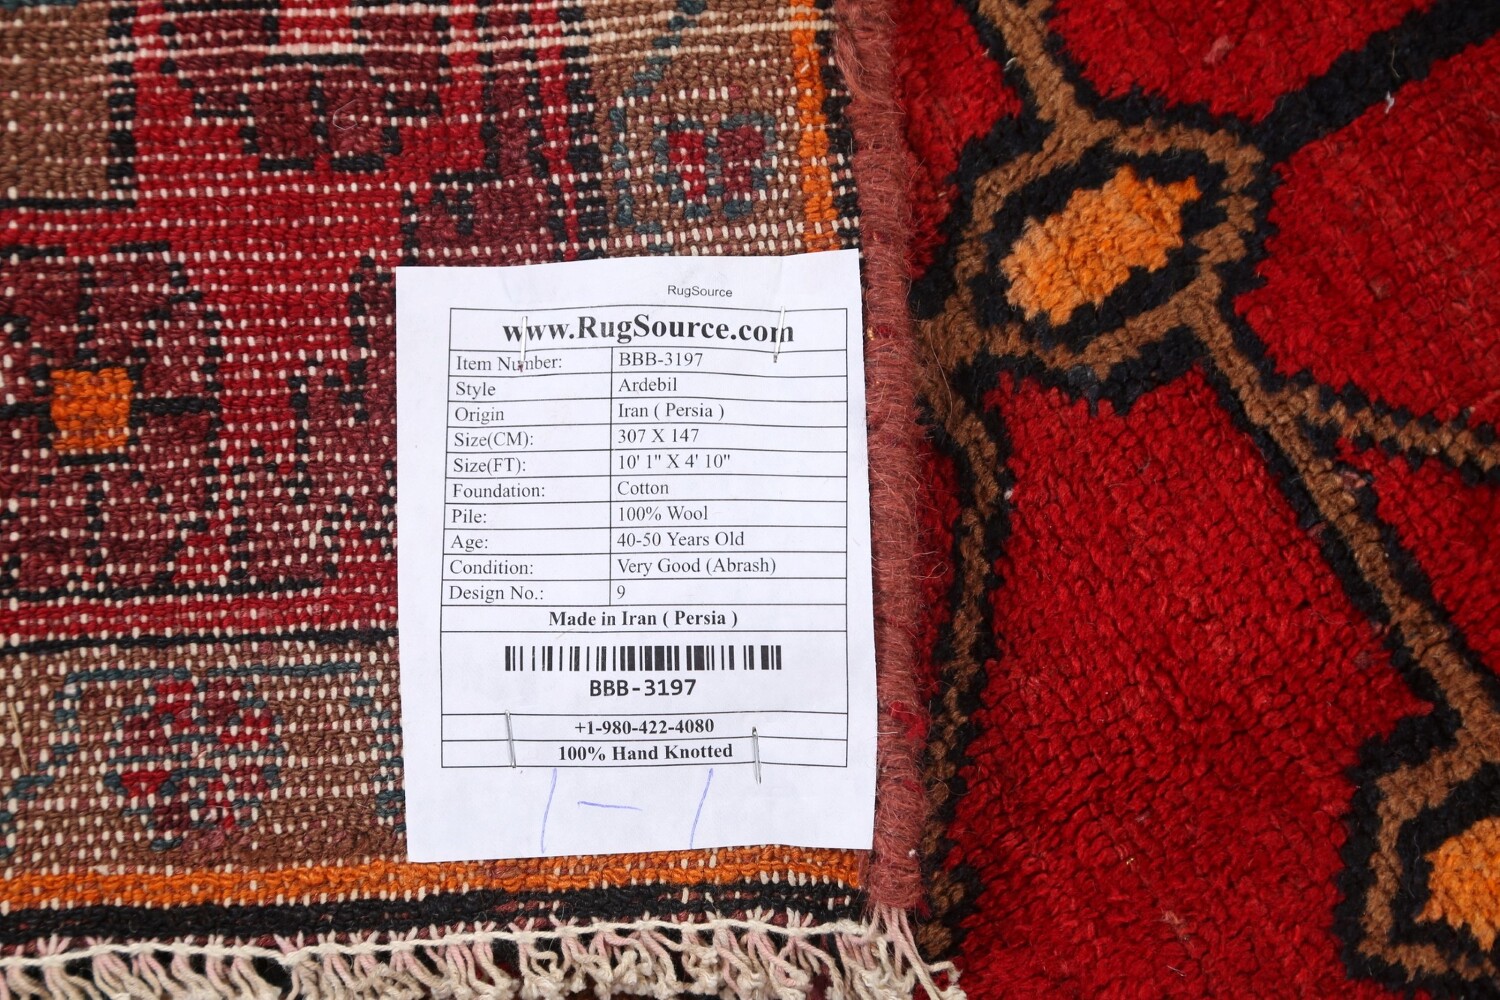 RugSource
www.RugSource.com
Item Number: BBB-3197
Style Ardebil
Origin Iran ( Persia )
Size(CM): 307 X 147
Size(FT): 10' 1" X 4' 10"
Foundation: Cotton
Pile: 100% Wool
Age: 40-50 Years Old
Condition: Very Good (Abrash)
Design No.: 9
Made in Iran ( Persia )
BBB-3197
+1-980-422-4080
100% Hand Knotted
1-1